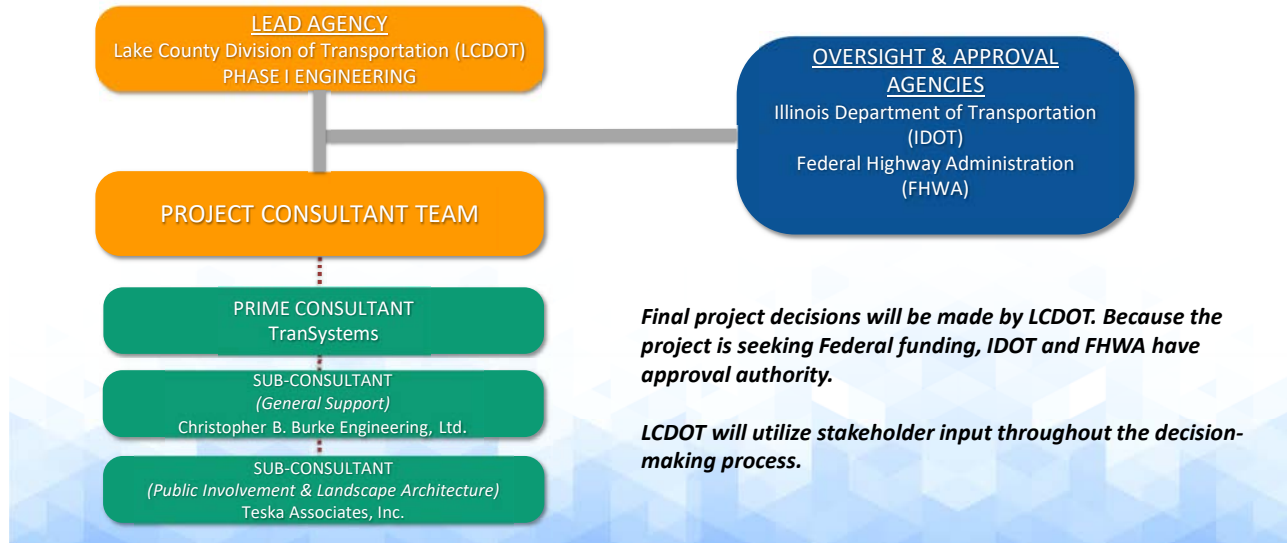 LEAD AGENCY
Lake County Division of Transportation (LCDOT)
PHASE I ENGINEERING
OVERSIGHT & APPROVAL
AGENCIES
Illinois Department of Transportation
(IDOT)
Federal Highway Administration
(FHWA)
PROJECT CONSULTANT TEAM
PRIME CONSULTANT
TranSystems
SUB-CONSULTANT
(General Support)
Christopher B. Burke Engineering, Ltd.
SUB-CONSULTANT
(Public Involvement & Landscape Architecture)
Teska Associates, Inc.
Final project decisions will be made by LCDOT. Because the
project is seeking Federal funding, IDOT and FHWA have
approval authority.
LCDOT will utilize stakeholder input throughout the decision-
making process.